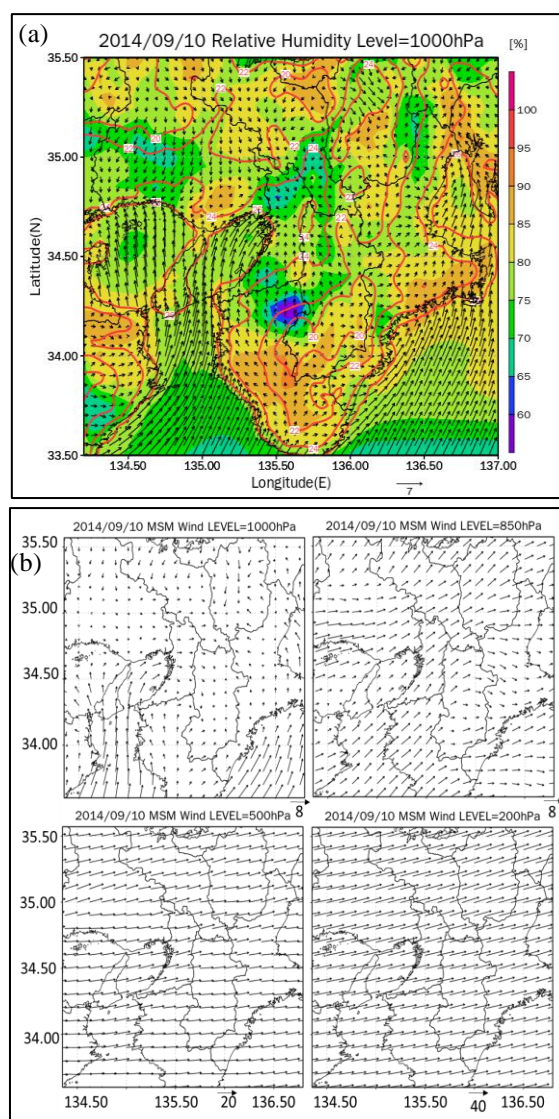 (a)
2014/09/10 Relative Humidity Level=1000hPa
[%]
35.50
35.00
34.50
34.00
33.50
Latitude(N)
134.50 135.00 135.50 136.00 136.50 137.00
Longitude(E)
7
100
95
90
85
80
75
70
65
60
(b)
2014/09/10 MSM Wind LEVEL=1000hPa
2014/09/10 MSM Wind LEVEL=850hPa
35.50
35.00
34.50
34.00
8
8
2014/09/10 MSM Wind LEVEL=500hPa
2014/09/10 MSM Wind LEVEL=200hPa
35.50
35.00
34.50
34.00
134.50 135.50 20 136.50
134.50 135.50 40 136.50